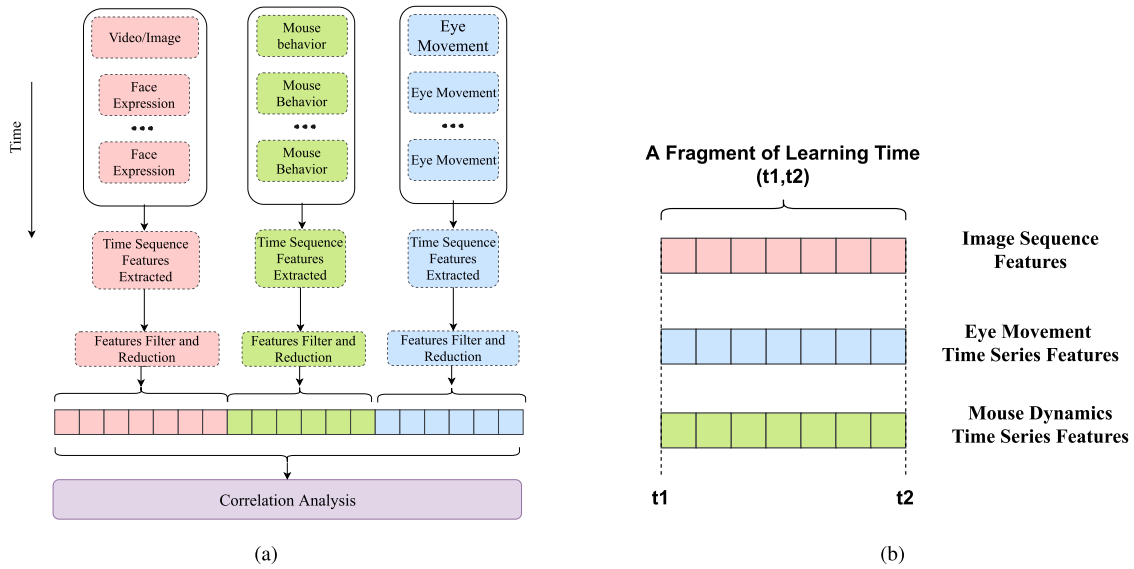 Time
Video/Image
Face
Expression
Face
Expression
Time Sequence
Features
Extracted
Features Filter and
Reduction
Mouse
behavior
Mouse
Behavior
Mouse
Behavior
Time Sequence
Features
Extracted
Features Filter and
Reduction
Eye
Movement
Eye Movement
Eye Movement
Time Sequence
Features
Extracted
Features Filter and
Reduction
Correlation Analysis
(a)
A Fragment of Learning Time
(t1,t2)
Image Sequence
Features
Eye Movement
Time Series Features
Mouse Dynamics
Time Series Features
t1
t2
(b)